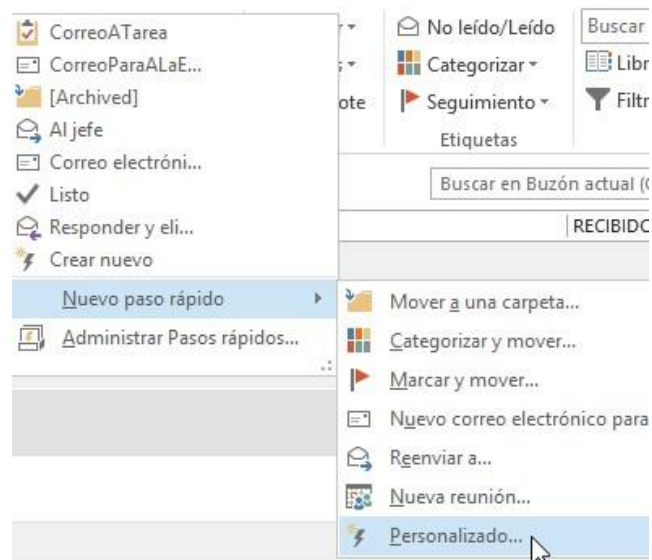 CorreoATarea
CorreoParaALaE...
[Archived]
Al jefe
Correo electróni...
Listo
Responder y eli...
Crear nuevo
Nuevo paso rápido
Administrar Pasos rápidos...
ote
No leído/Leído
Categorizar
Seguimiento
Etiquetas
Buscar
Libr
Filtr
Buscar en Buzón actual (
RECIBIDO
Mover a una carpeta...
Categorizar y mover...
Marcar y mover...
Nuevo correo electrónico para
Reenviar a...
Nueva reunión...
Personalizado...